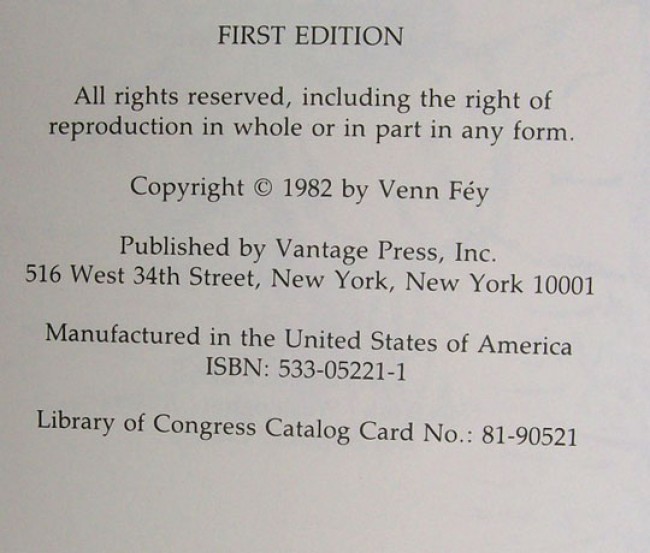 FIRST EDITION
All rights reserved, including the right of
reproduction in whole or in part in any form.
Copyright © 1982 by Venn Féy
Published by Vantage Press, Inc.
516 West 34th Street, New York, New York 10001
Manufactured in the United States of America
ISBN: 533-05221-1
Library of Congress Catalog Card No.: 81-90521